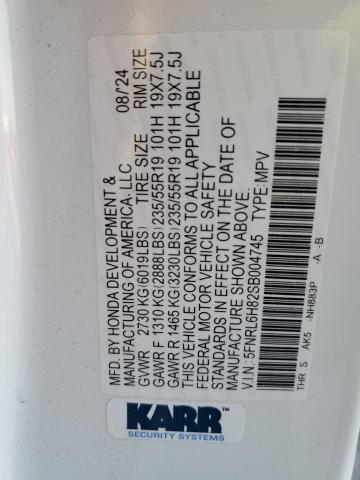 MFD. BY HONDA DEVELOPMENT & 08/'24
MANUFACTURING OF AMERICA, LLC
GVWR 2730 KG(6019LBS) TIRE SIZE RIM SIZE
GAWR F 1310 KG(2888LBS)235/55R19 101H 19X7.5J
GAWR R 1465 KG(3230LBS)235/55R19 101H 19X7.5J
THIS VEHICLE CONFORMS TO ALL APPLICABLE
FEDERAL MOTOR VEHICLE SAFETY
STANDARDS IN EFFECT ON THE DATE OF
MANUFACTURE SHOWN ABOVE.
V.I.N.: 5FNRL6H82SB004745 TYPE: MPV
THR S AK5 -NH883P -A -B
KARR
SECURITY SYSTEMS